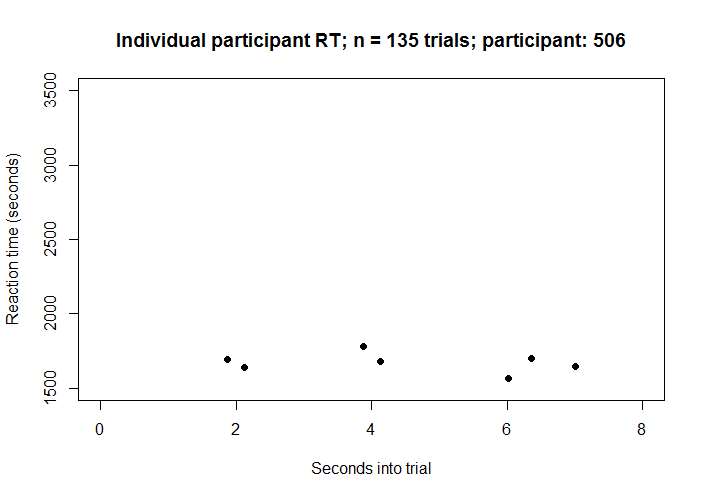 Individual participant RT; n = 135 trials; participant: 506
Reaction time (seconds)
3500
3000
2500
2000
1500
0 2 4 6 8
Seconds into trial